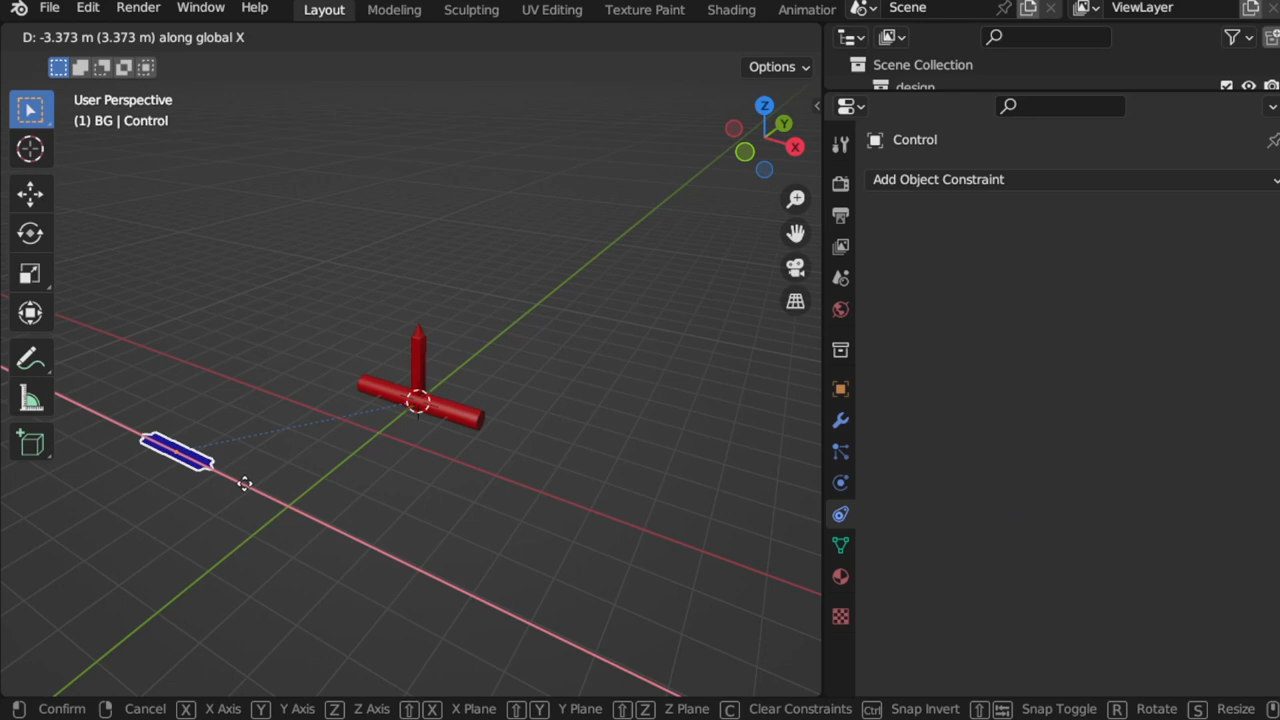 File Edit Render Window Help Layout Modeling Sculpting UV Editing Texture Paint Shading Animation Scene ViewLayer
D: -3.373 m (3.373 m) along global X
Options
Scene Collection
design
User Perspective
(1) BG | Control
Z
Y
X
Control
Add Object Constraint
Confirm Cancel X X Axis Y Y Axis Z Z Axis X X Plane Y Y Plane Z Z Plane C Clear Constraints Ctrl Snap Invert Snap Toggle R Rotate S Resize